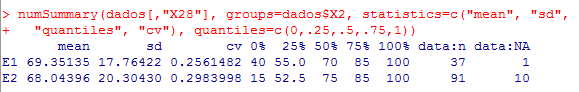 > numSummary(dados[,"X28"], groups=dados$X2, statistics=c("mean", "sd",
+   "quantiles", "cv"), quantiles=c(0,.25,.5,.75,1))
       mean       sd        cv 0%  25% 50% 75% 100% data:n data:NA
E1 69.35135 17.76422 0.2561482 40 55.0  70  85  100     37       1
E2 68.04396 20.30430 0.2983998 15 52.5  70  85  100     91      10